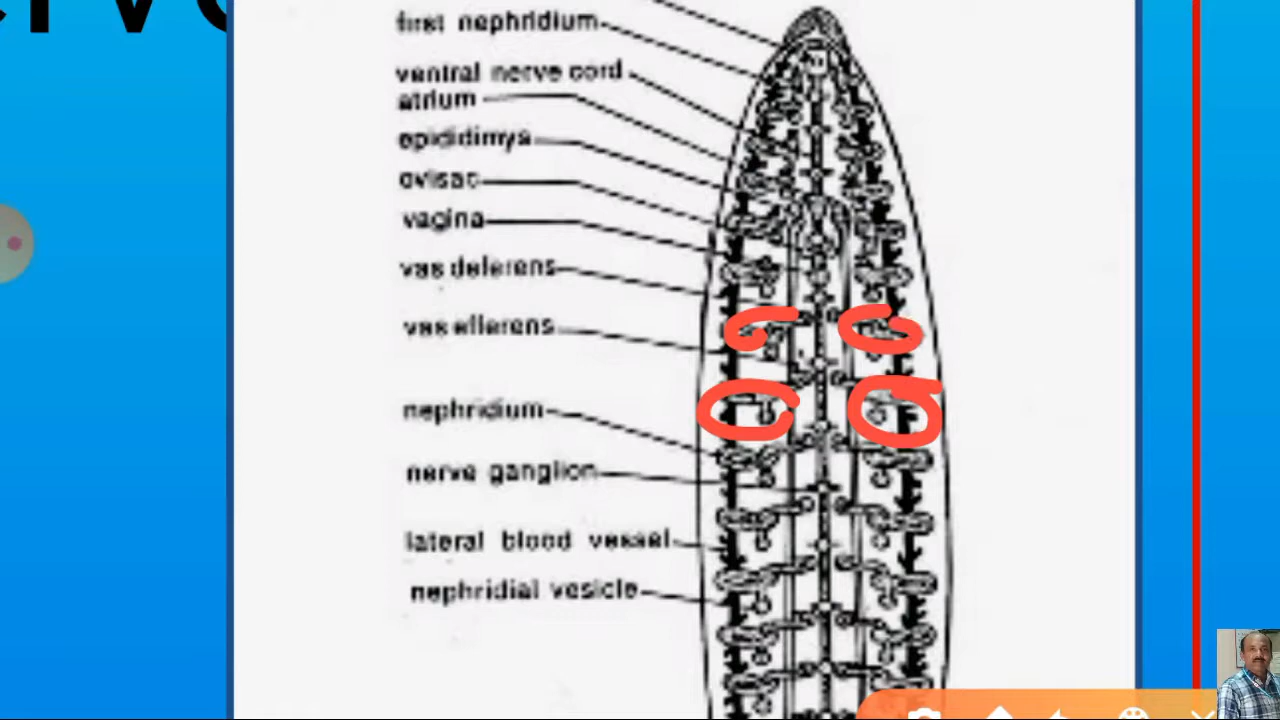 first nephridium
ventral nerve cord
atrium
epididimys
ovisac
vagina
vas deferens
vas efferens
nephridium
nerve ganglion
lateral blood vessel
nephridial vesicle